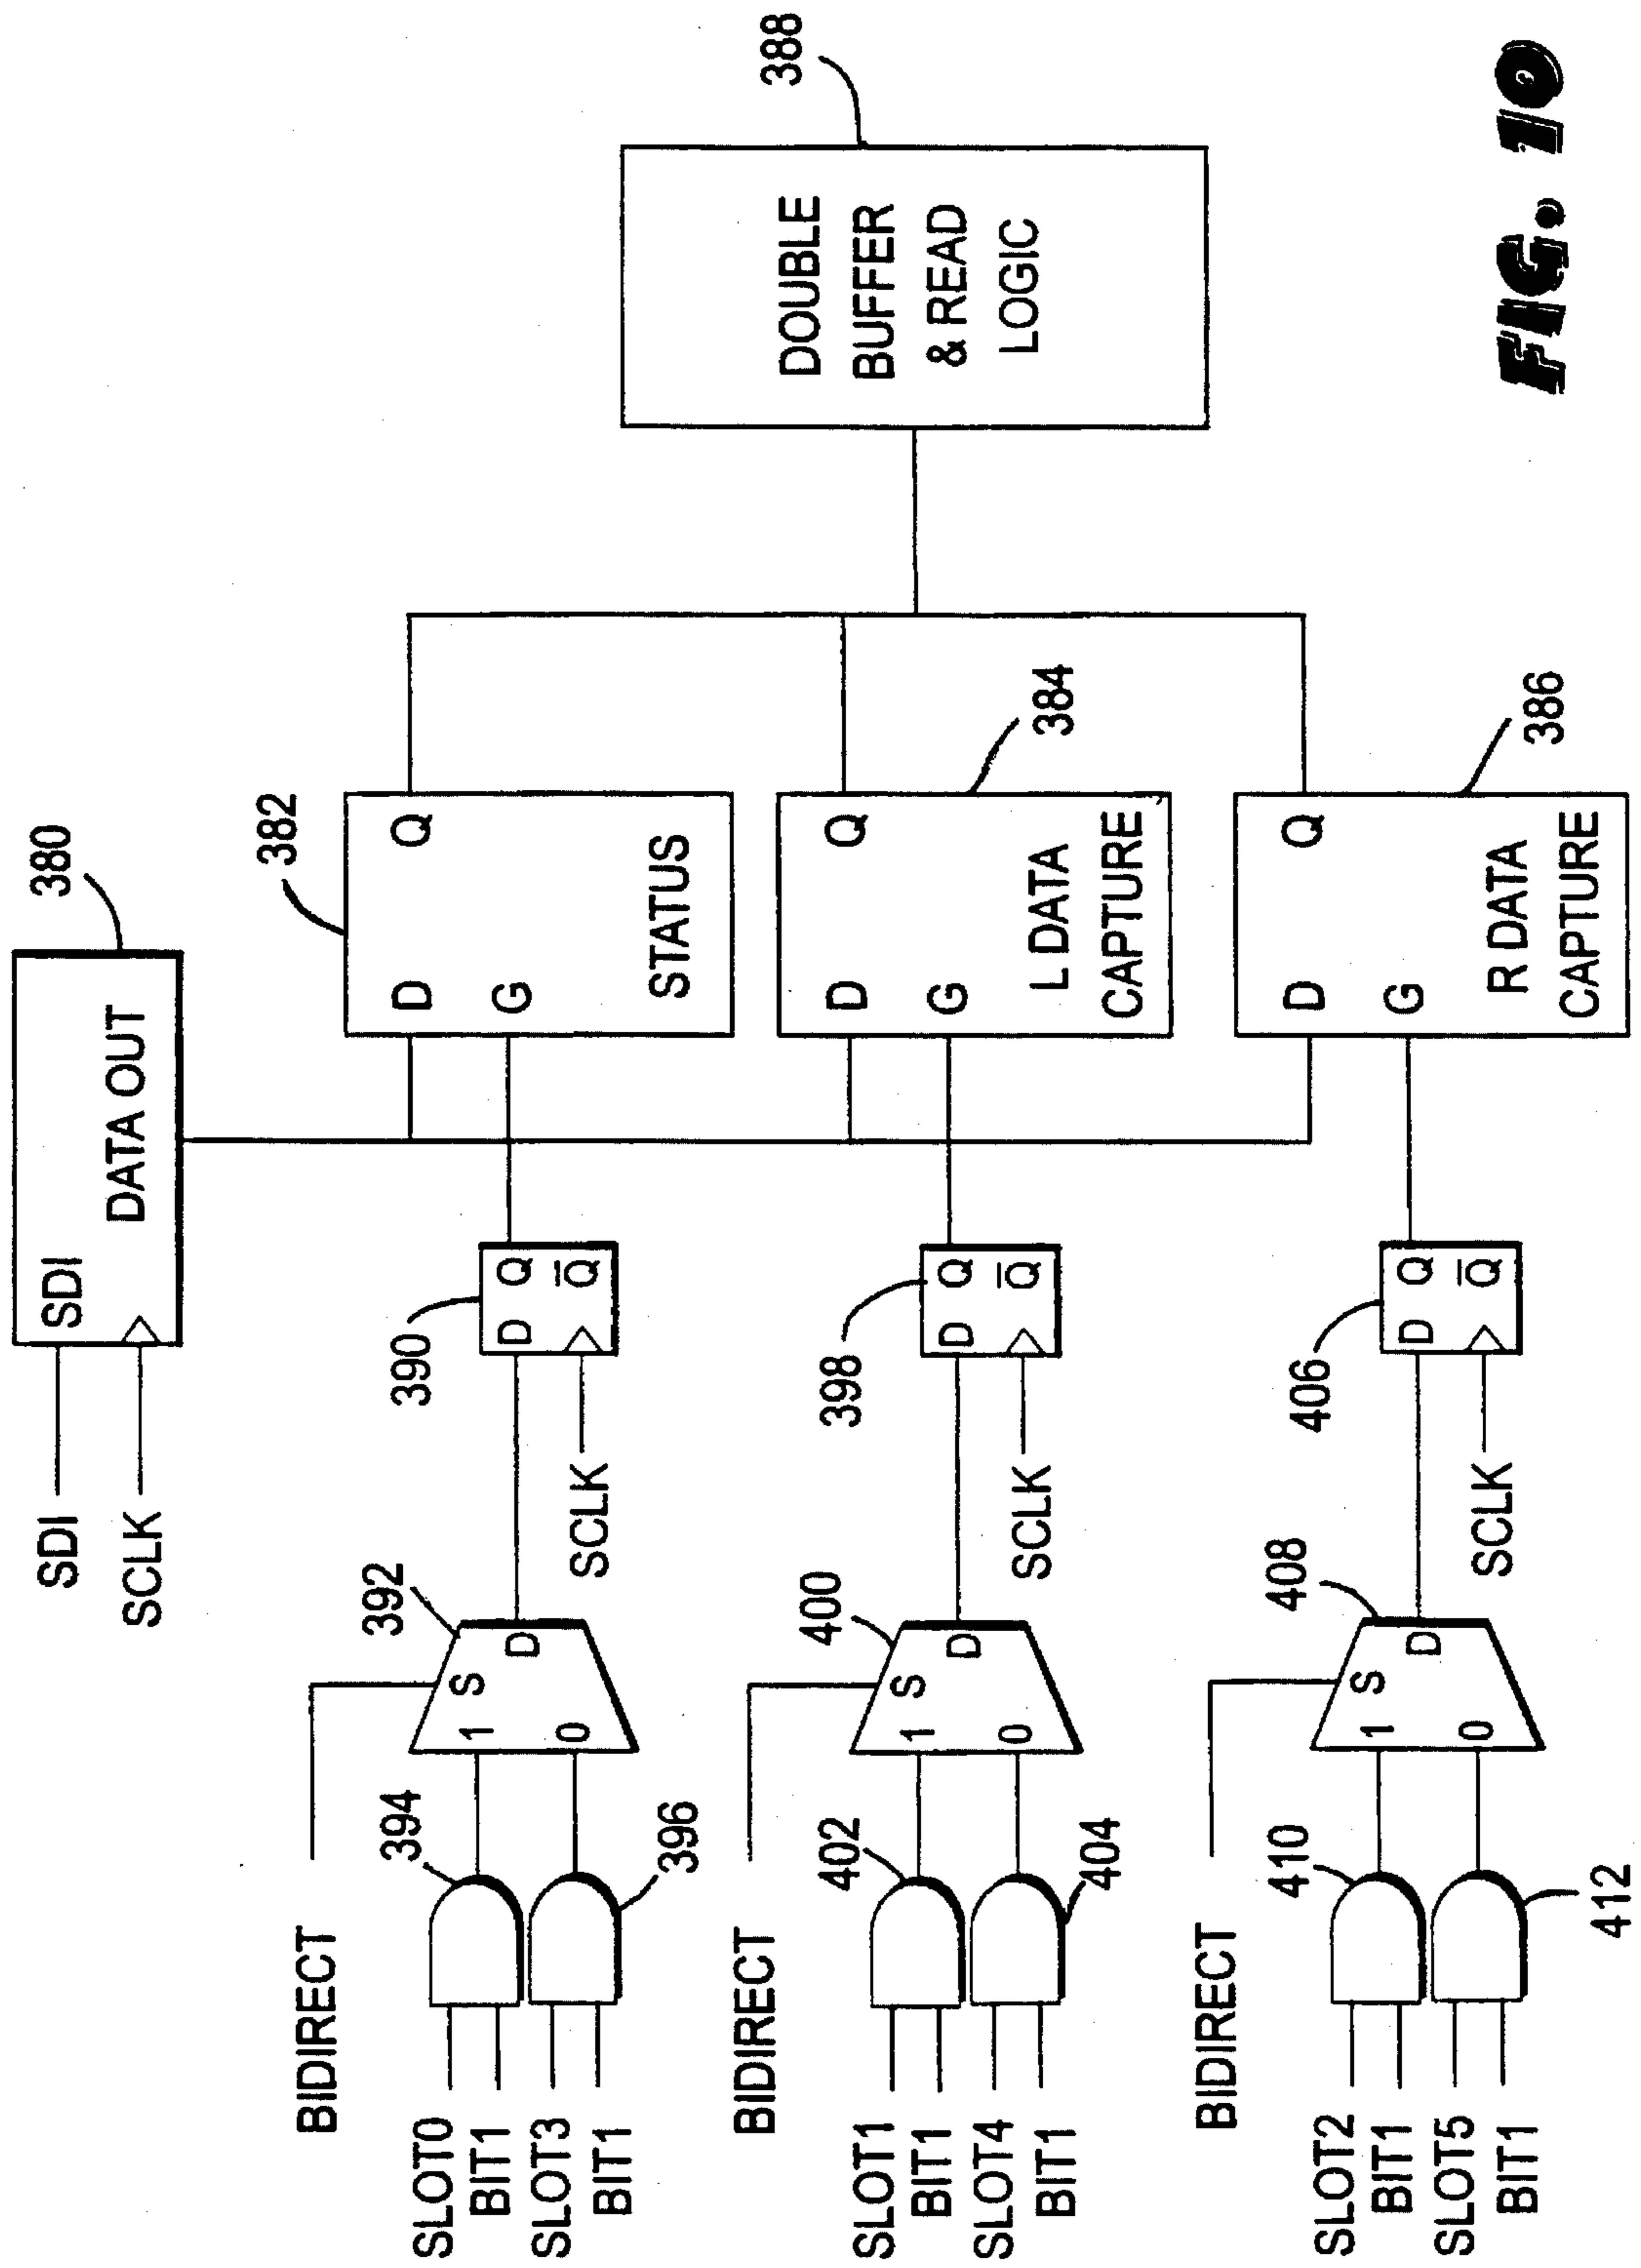 SDI
SCLK
SDI
DATA OUT
380
BIDIRECT
SLOT0
BIT1
SLOT3
BIT1
394
396
392
S
1
0
D
390
D Q
Q̅
SCLK
382
D Q
G
STATUS
BIDIRECT
SLOT1
BIT1
SLOT4
BIT1
402
404
400
S
1
0
D
398
D Q
Q̅
SCLK
D Q
G
L DATA
CAPTURE
384
BIDIRECT
SLOT2
BIT1
SLOT5
BIT1
410
412
408
S
1
0
D
406
D Q
Q̅
SCLK
D Q
G
R DATA
CAPTURE
386
388
DOUBLE
BUFFER
& READ
LOGIC
FIG. 10